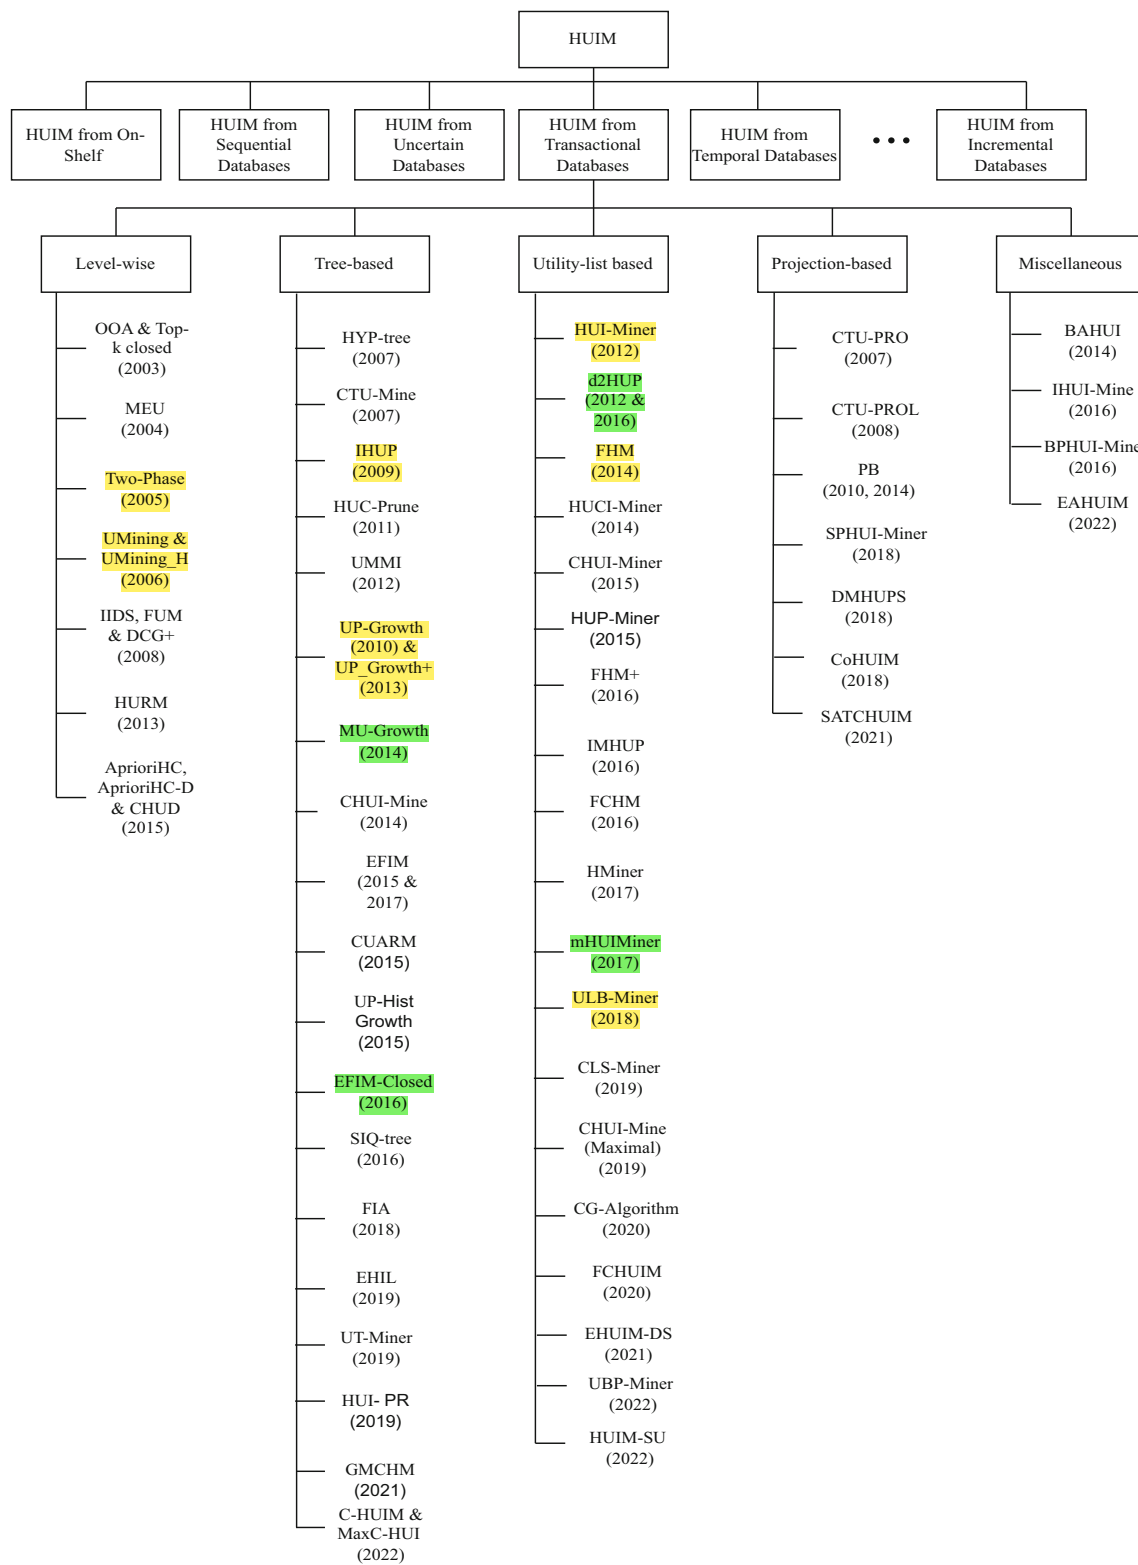 HUIM
HUIM from On-
Shelf
HUIM from
Sequential
Databases
HUIM from
Uncertain
Databases
HUIM from
Transactional
Databases
HUIM from
Temporal Databases
•••
HUIM from
Incremental
Databases
Level-wise
OOA & Top-
k closed
(2003)
MEU
(2004)
Two-Phase
(2005)
UMining &
UMining_H
(2006)
IIDS, FUM
& DCG+
(2008)
HURM
(2013)
AprioriHC,
AprioriHC-D
& CHUD
(2015)
Tree-based
HYP-tree
(2007)
CTU-Mine
(2007)
IHUP
(2009)
HUC-Prune
(2011)
UMMI
(2012)
UP-Growth
(2010) &
UP_Growth+
(2013)
MU-Growth
(2014)
CHUI-Mine
(2014)
EFIM
(2015 &
2017)
CUARM
(2015)
UP-Hist
Growth
(2015)
EFIM-Closed
(2016)
SIQ-tree
(2016)
FIA
(2018)
EHIL
(2019)
UT-Miner
(2019)
HUI- PR
(2019)
GMCHM
(2021)
C-HUIM &
MaxC-HUI
(2022)
Utility-list based
HUI-Miner
(2012)
d2HUP
(2012 &
2016)
FHM
(2014)
HUCI-Miner
(2014)
CHUI-Miner
(2015)
HUP-Miner
(2015)
FHM+
(2016)
IMHUP
(2016)
FCHM
(2016)
HMiner
(2017)
mHUIMiner
(2017)
ULB-Miner
(2018)
CLS-Miner
(2019)
CHUI-Mine
(Maximal)
(2019)
CG-Algorithm
(2020)
FCHUIM
(2020)
EHUIM-DS
(2021)
UBP-Miner
(2022)
HUIM-SU
(2022)
Projection-based
CTU-PRO
(2007)
CTU-PROL
(2008)
PB
(2010, 2014)
SPHUI-Miner
(2018)
DMHUPS
(2018)
CoHUIM
(2018)
SATCHUIM
(2021)
Miscellaneous
BAHUI
(2014)
IHUI-Mine
(2016)
BPHUI-Mine
(2016)
EAHUIM
(2022)